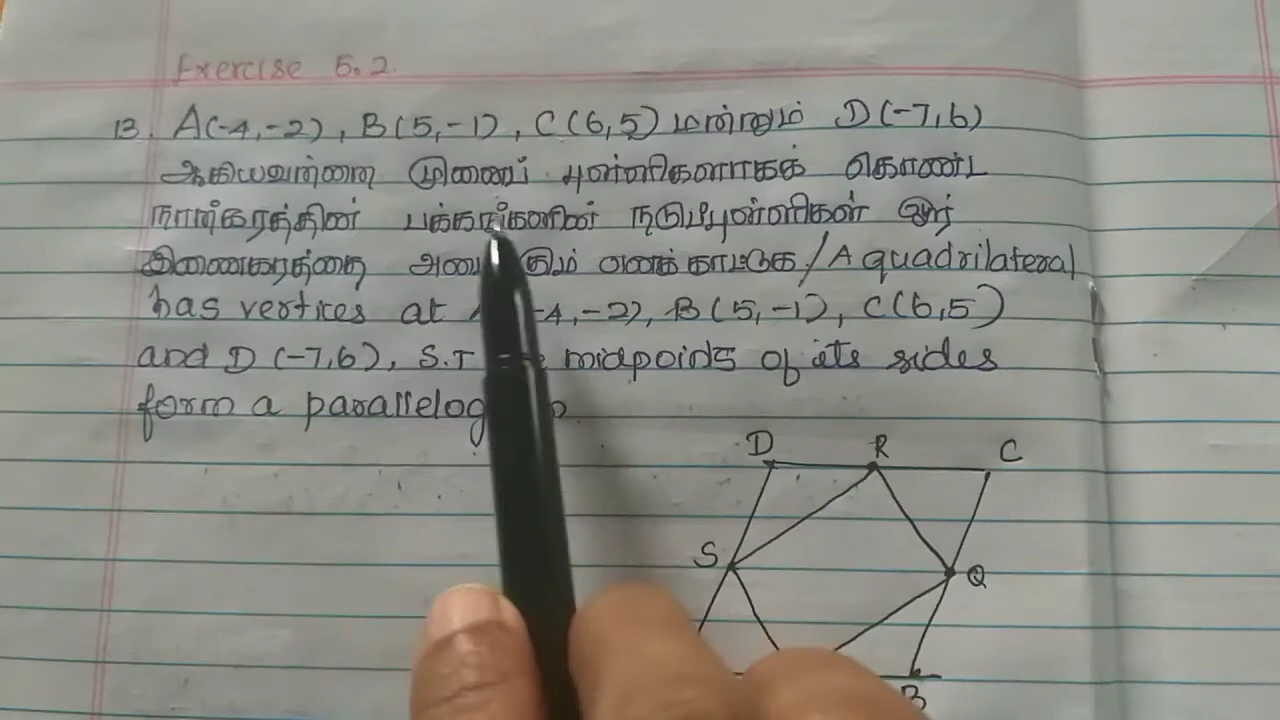 Exercise 5.2
13. A(-4,-2), B(5,-1), C(6,5) மற்றும் D(-7,6)
ஆகியவற்றை முனைப் புள்ளிகளாகக் கொண்ட
நாற்கரத்தின் பக்கங்களின் நடுப்புள்ளிகள் ஓர்
இணைகரத்தை எனக் காட்டுக / A quadrilateral
has vertices at -4,-2), B(5,-1), C(6,5)
and D(-7,6), S.T midpoints of its sides
form a
D R C
S Q
B